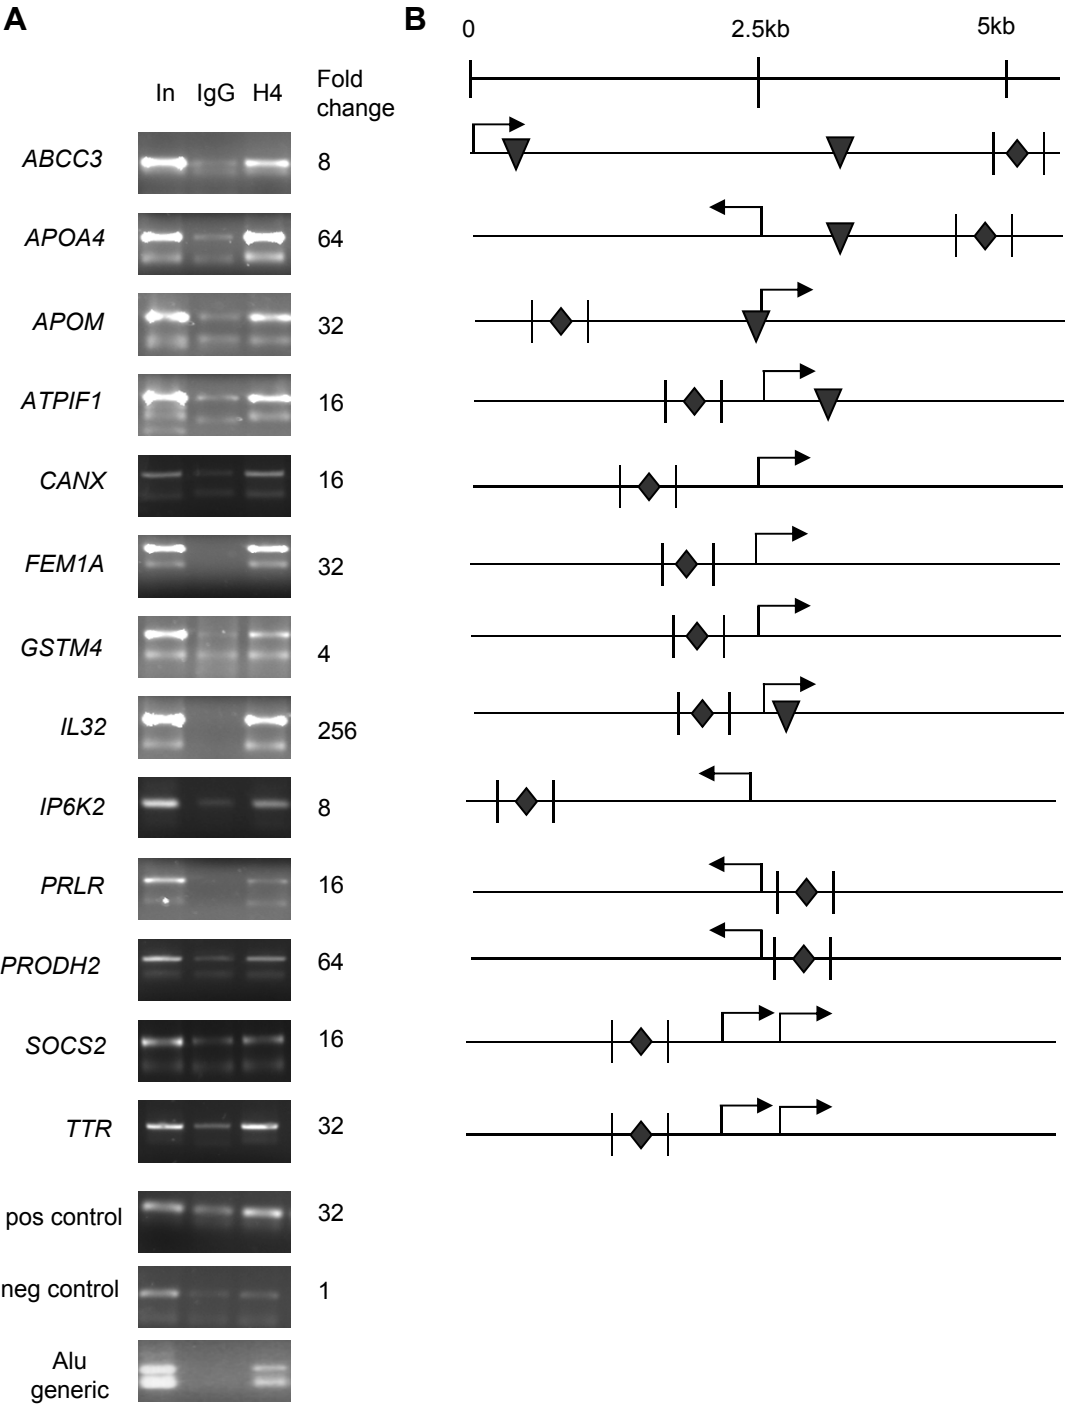 A
B
0
2.5kb
5kb
In IgG H4
Fold
change
ABCC3 8
APOA4 64
APOM 32
ATPIF1 16
CANX 16
FEM1A 32
GSTM4 4
IL32 256
IP6K2 8
PRLR 16
PRODH2 64
SOCS2 16
TTR 32
pos control 32
neg control 1
Alu
generic